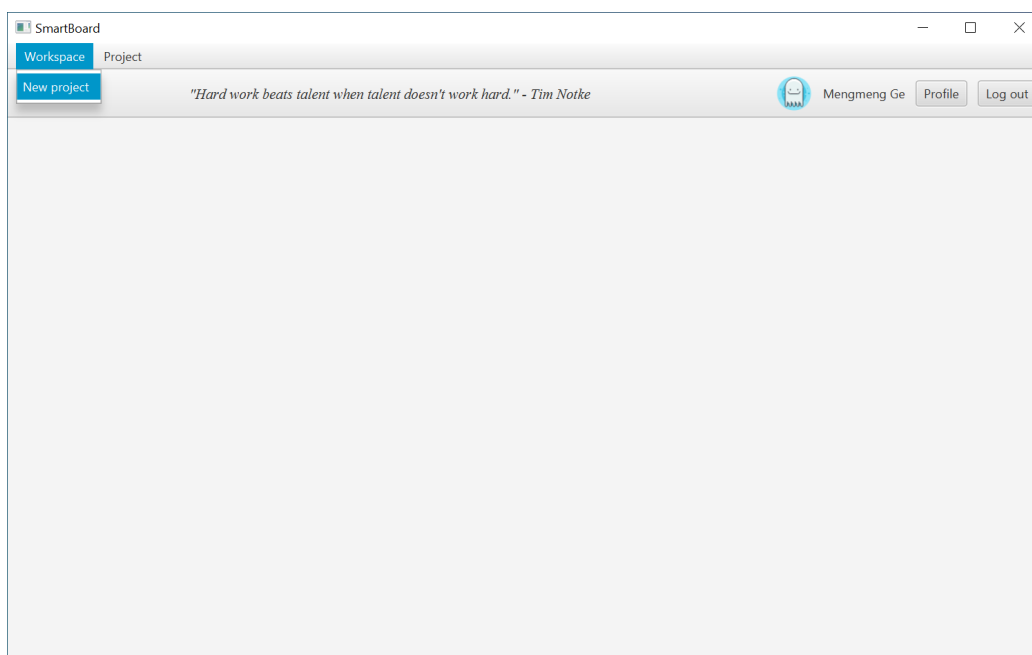 SmartBoard
Workspace Project
New project
"Hard work beats talent when talent doesn't work hard." - Tim Notke
Mengmeng Ge Profile Log out